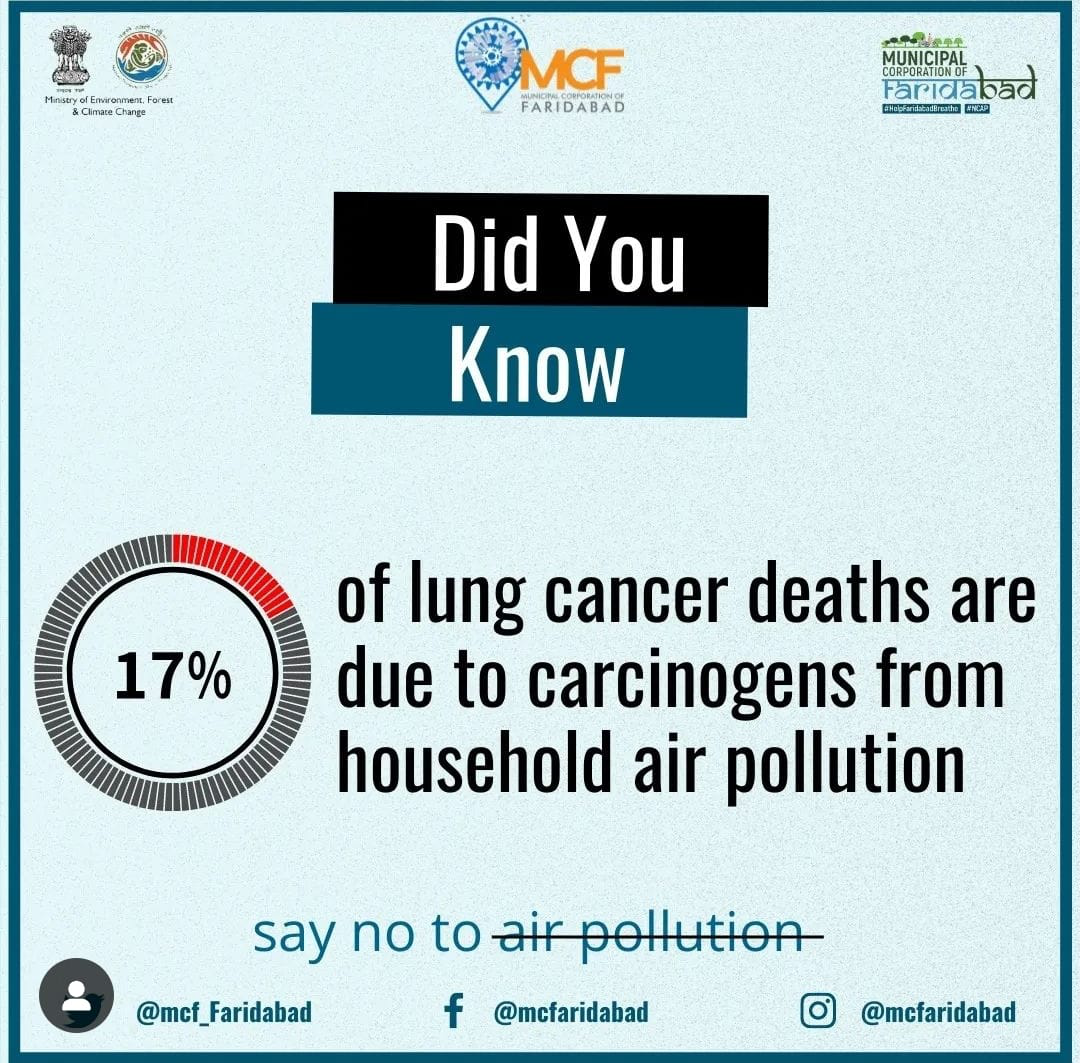 Ministry of Environment, Forest
& Climate Change
MCF
MUNICIPAL CORPORATION OF
FARIDABAD
MUNICIPAL
CORPORATION OF
Faridabad
#HelpFaridabadBreathe #NCAP
Did You
Know
17%
of lung cancer deaths are
due to carcinogens from
household air pollution
say no to air pollution
@mcf_Faridabad @mcfaridabad @mcfaridabad